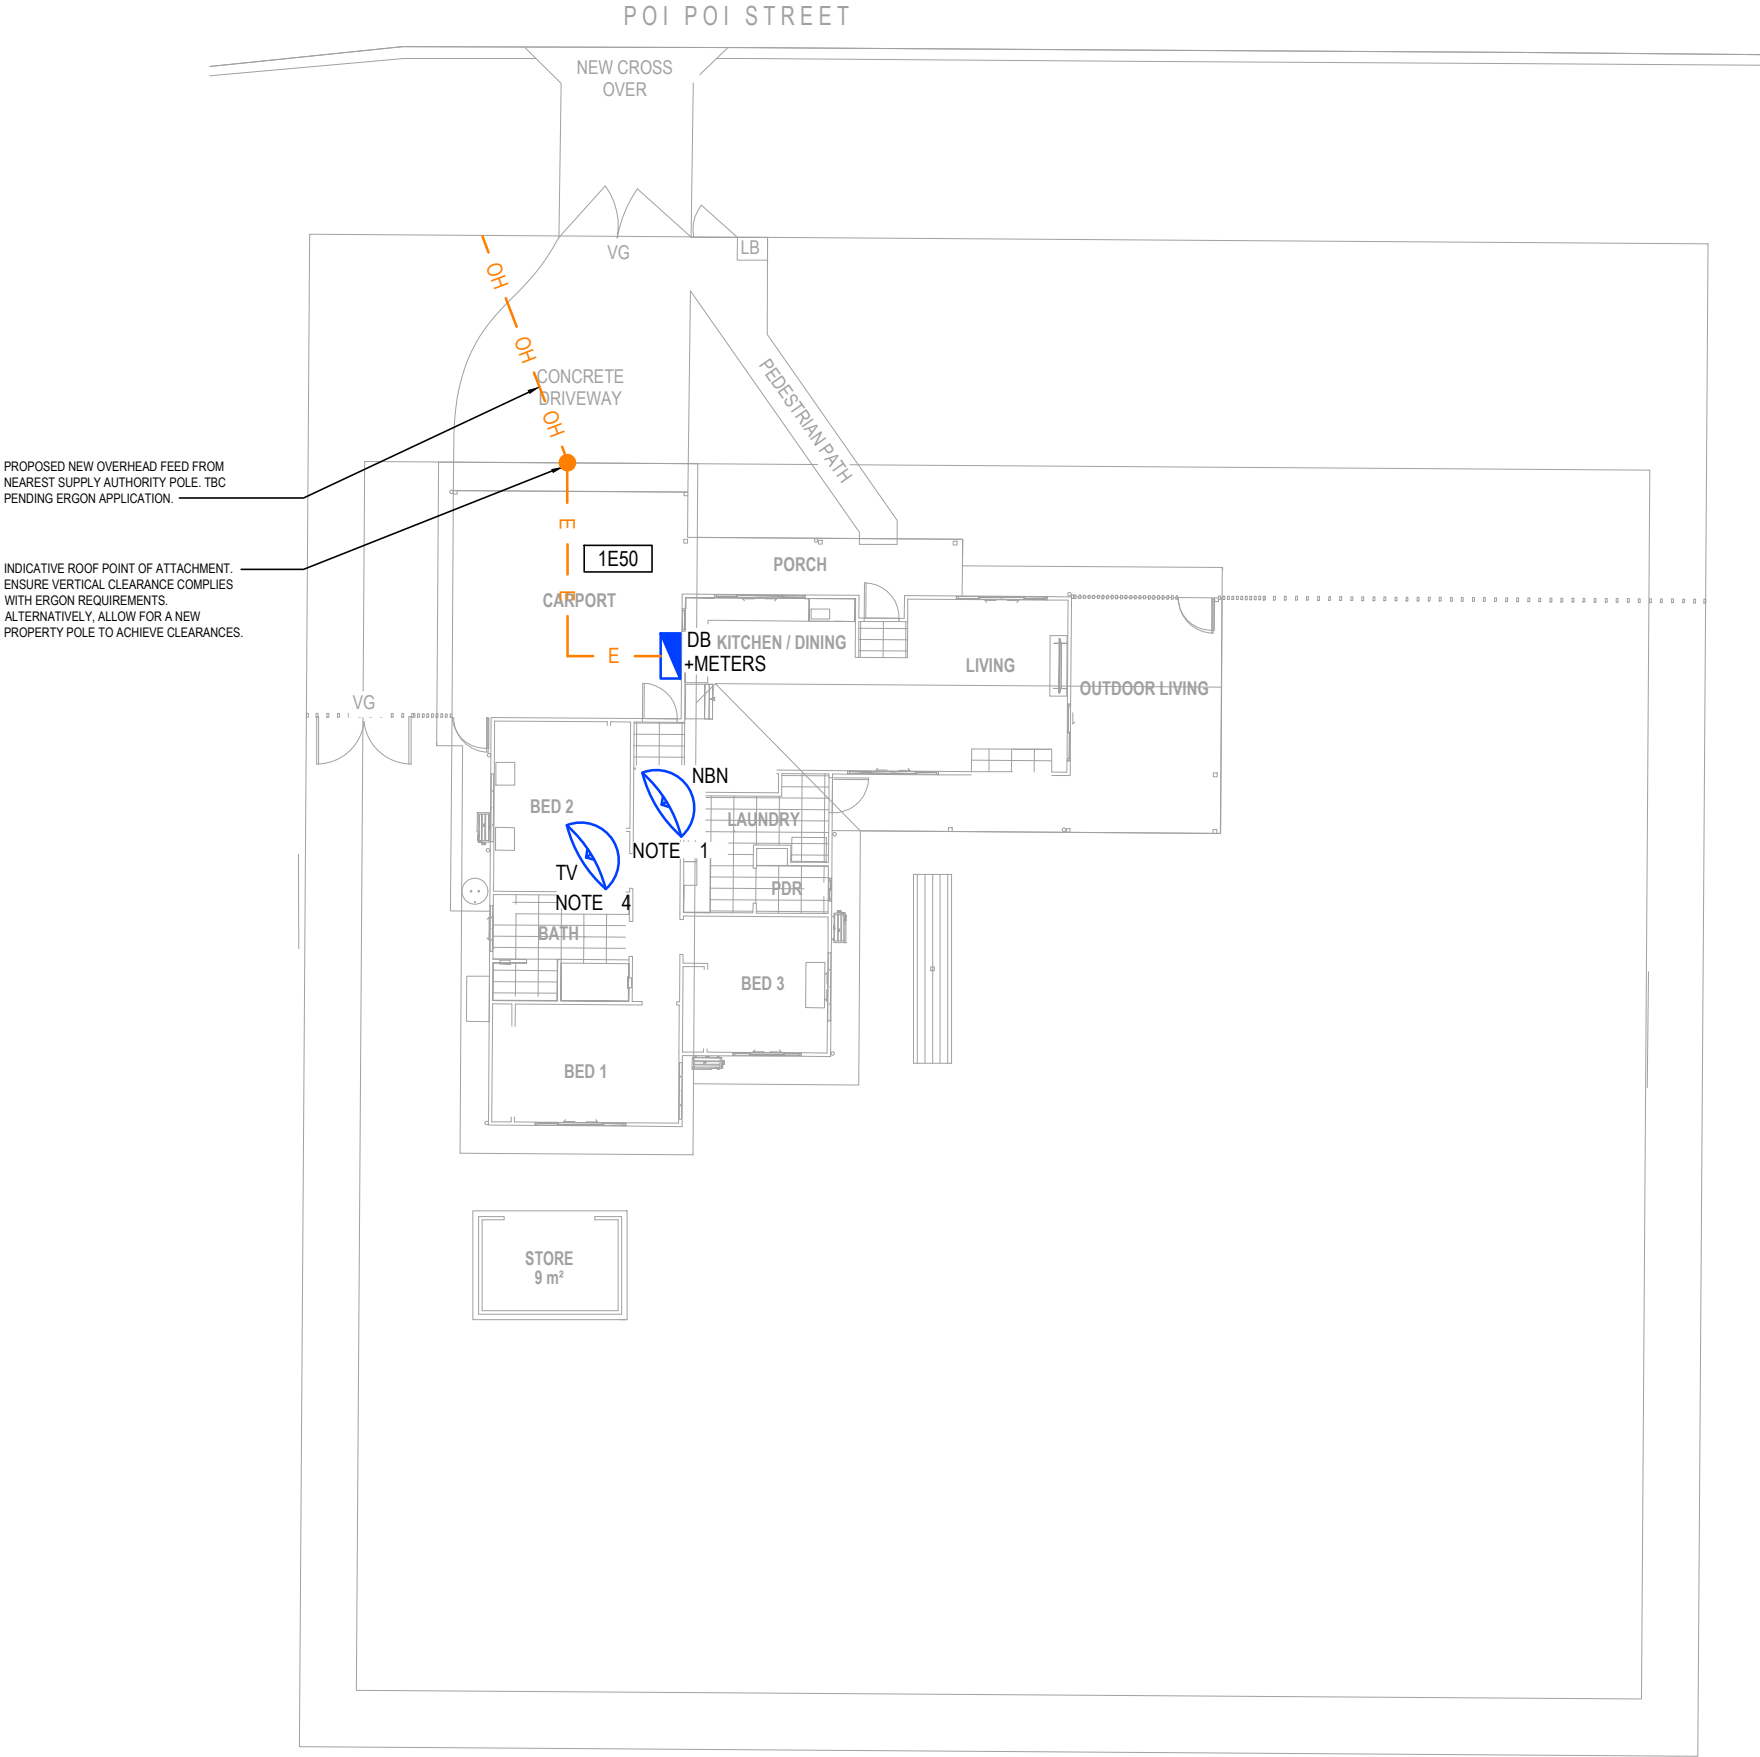 POI POI STREET
NEW CROSS
OVER
VG
LB
OH
OH
CONCRETE
DRIVEWAY
OH
PEDESTRIAN PATH
PROPOSED NEW OVERHEAD FEED FROM
NEAREST SUPPLY AUTHORITY POLE. TBC
PENDING ERGON APPLICATION.
INDICATIVE ROOF POINT OF ATTACHMENT.
ENSURE VERTICAL CLEARANCE COMPLIES
WITH ERGON REQUIREMENTS.
ALTERNATIVELY, ALLOW FOR A NEW
PROPERTY POLE TO ACHIEVE CLEARANCES.
E
1E50
PORCH
E
CARPORT
E
DB
+METERS
KITCHEN / DINING
LIVING
OUTDOOR LIVING
VG
NBN
BED 2
LAUNDRY
NOTE 1
TV
NOTE 4
PDR
BATH
BED 3
BED 1
STORE
9 m²